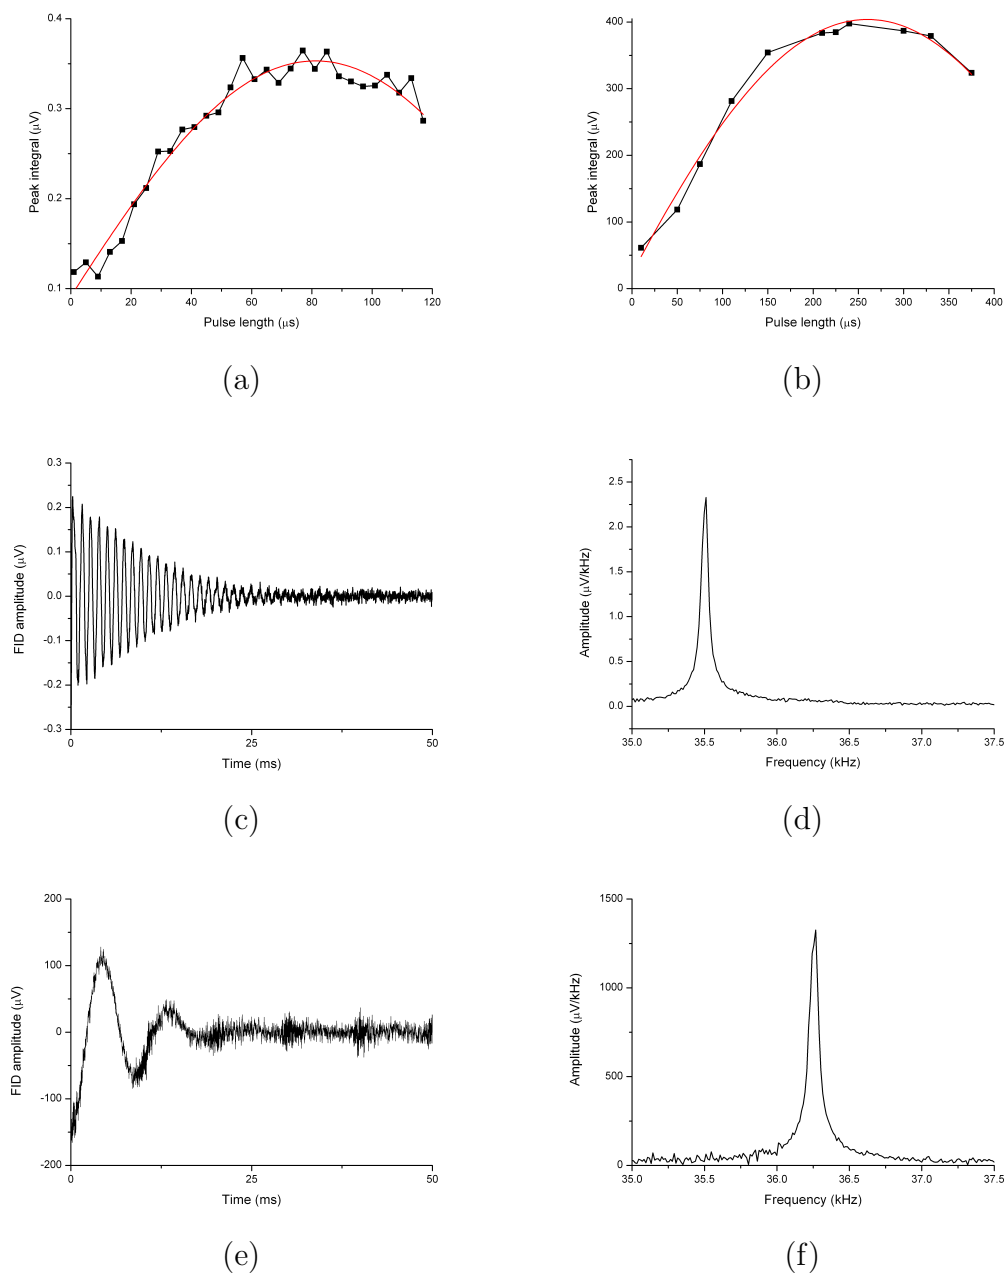 0.4
0.3
0.2
0.1
Peak integral (μV)
0 20 40 60 80 100 120
Pulse length (μs)
(a)
400
300
200
100
0
Peak integral (μV)
0 50 100 150 200 250 300 350 400
Pulse length (μs)
(b)
0.3
0.2
0.1
0.0
-0.1
-0.2
-0.3
FID amplitude (μV)
0 25 50
Time (ms)
(c)
2.5
2.0
1.5
1.0
0.5
0.0
Amplitude (μV/kHz)
35.0 35.5 36.0 36.5 37.0 37.5
Frequency (kHz)
(d)
200
100
0
-100
-200
FID amplitude (μV)
0 25 50
Time (ms)
(e)
1500
1000
500
0
Amplitude (μV/kHz)
35.0 35.5 36.0 36.5 37.0 37.5
Frequency (kHz)
(f)